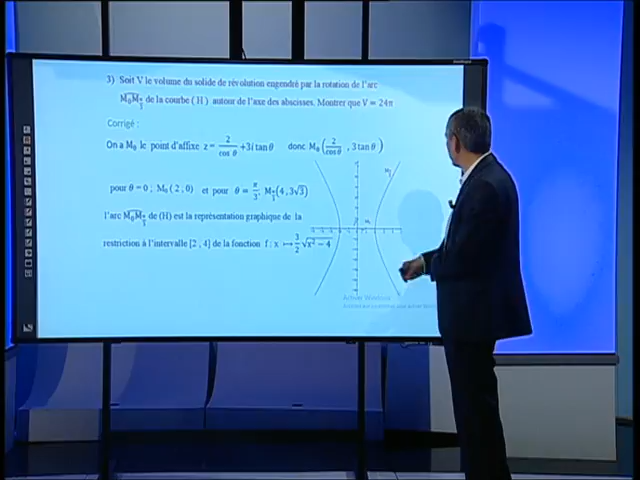 3) Soit V le volume du solide de révolution engendré par la rotation de l'arc
M₀M_π/3 de la courbe ( H ) autour de l'axe des abscisses. Montrer que V = 24π
Corrigé :
On a M_θ le point d'affixe z = 2/cos θ + 3i tan θ donc M_θ ( 2/cos θ , 3 tan θ )
pour θ = 0 ; M₀ ( 2 , 0 ) et pour θ = π/3 , M_π/3 ( 4 , 3√3 )
l'arc M₀M_π/3 de (H) est la représentation graphique de la
restriction à l'intervalle [2 , 4] de la fonction f : x ↦ 3/2 √x² − 4
Activer Windows